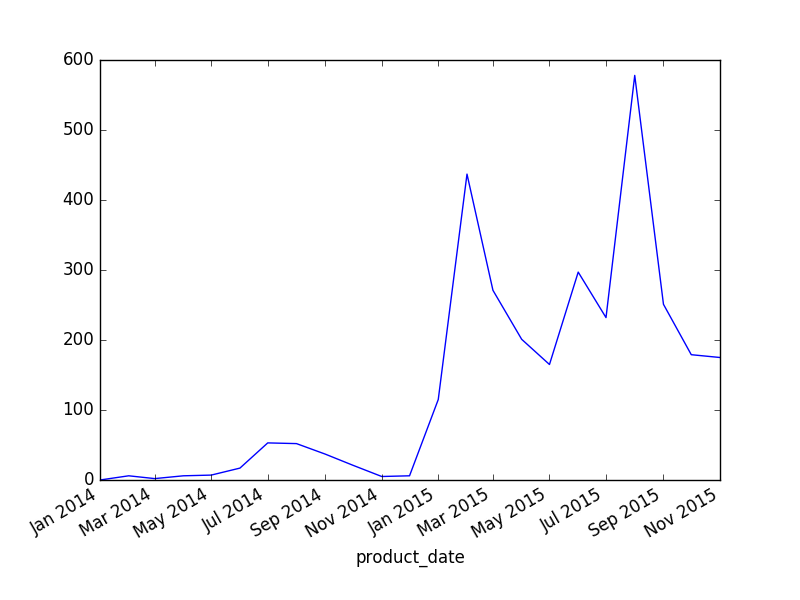 600
500
400
300
200
100
0
Jan 2014
Mar 2014
May 2014
Jul 2014
Sep 2014
Nov 2014
Jan 2015
Mar 2015
May 2015
Jul 2015
Sep 2015
Nov 2015
product_date